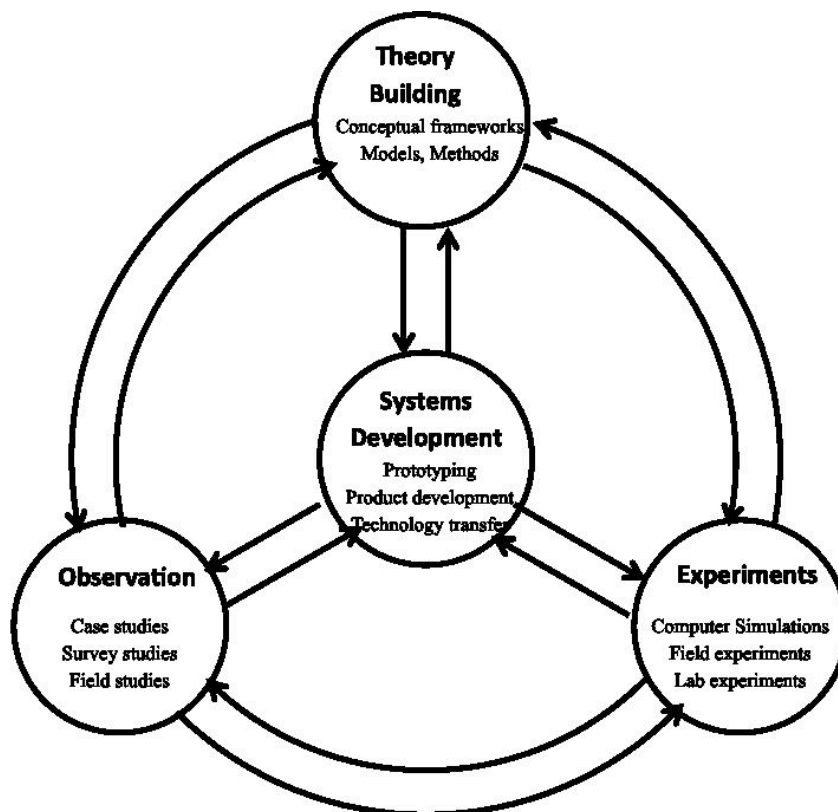 Theory
Building
Conceptual frameworks
Models, Methods
Systems
Development
Prototyping
Product development,
Technology transfer
Observation
Case studies
Survey studies
Field studies
Experiments
Computer Simulations
Field experiments
Lab experiments